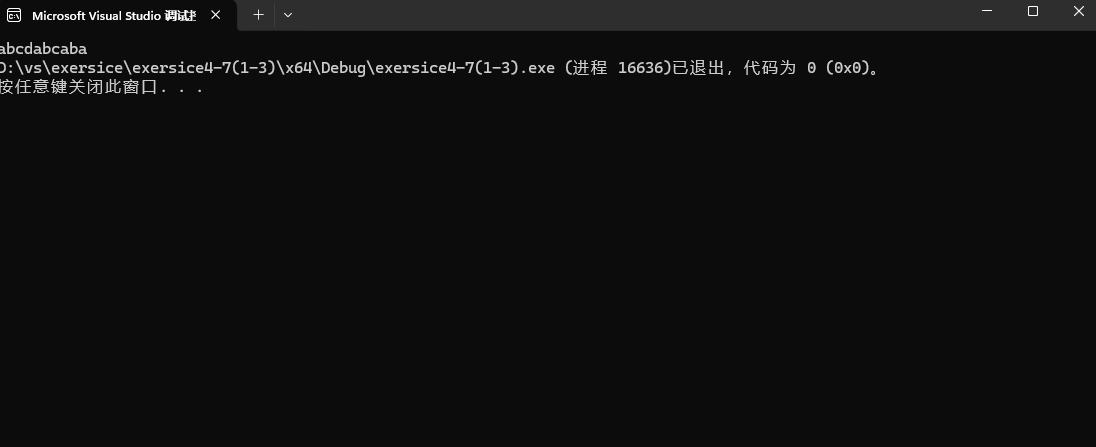 Microsoft Visual Studio 调试
abcdabcaba
D:\vs\exersice\exersice4-7(1-3)\x64\Debug\exersice4-7(1-3).exe (进程 16636)已退出，代码为 0 (0x0)。
按任意键关闭此窗口. . .